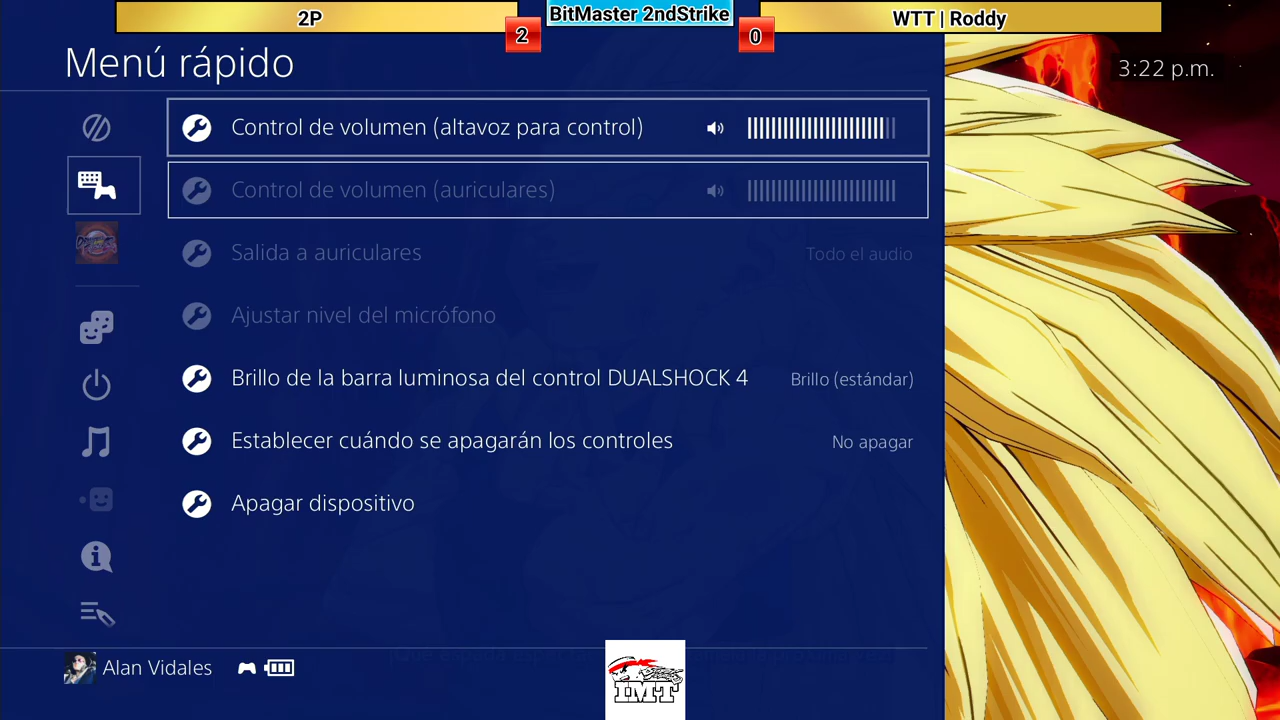 2P
BitMaster 2ndStrike
WTT | Roddy
2
0
Menú rápido
3:22 p.m.
Control de volumen (altavoz para control)
Control de volumen (auriculares)
Salida a auriculares
Todo el audio
Ajustar nivel del micrófono
Brillo de la barra luminosa del control DUALSHOCK 4
Brillo (estándar)
Establecer cuándo se apagarán los controles
No apagar
Apagar dispositivo
Alan Vidales
IMT